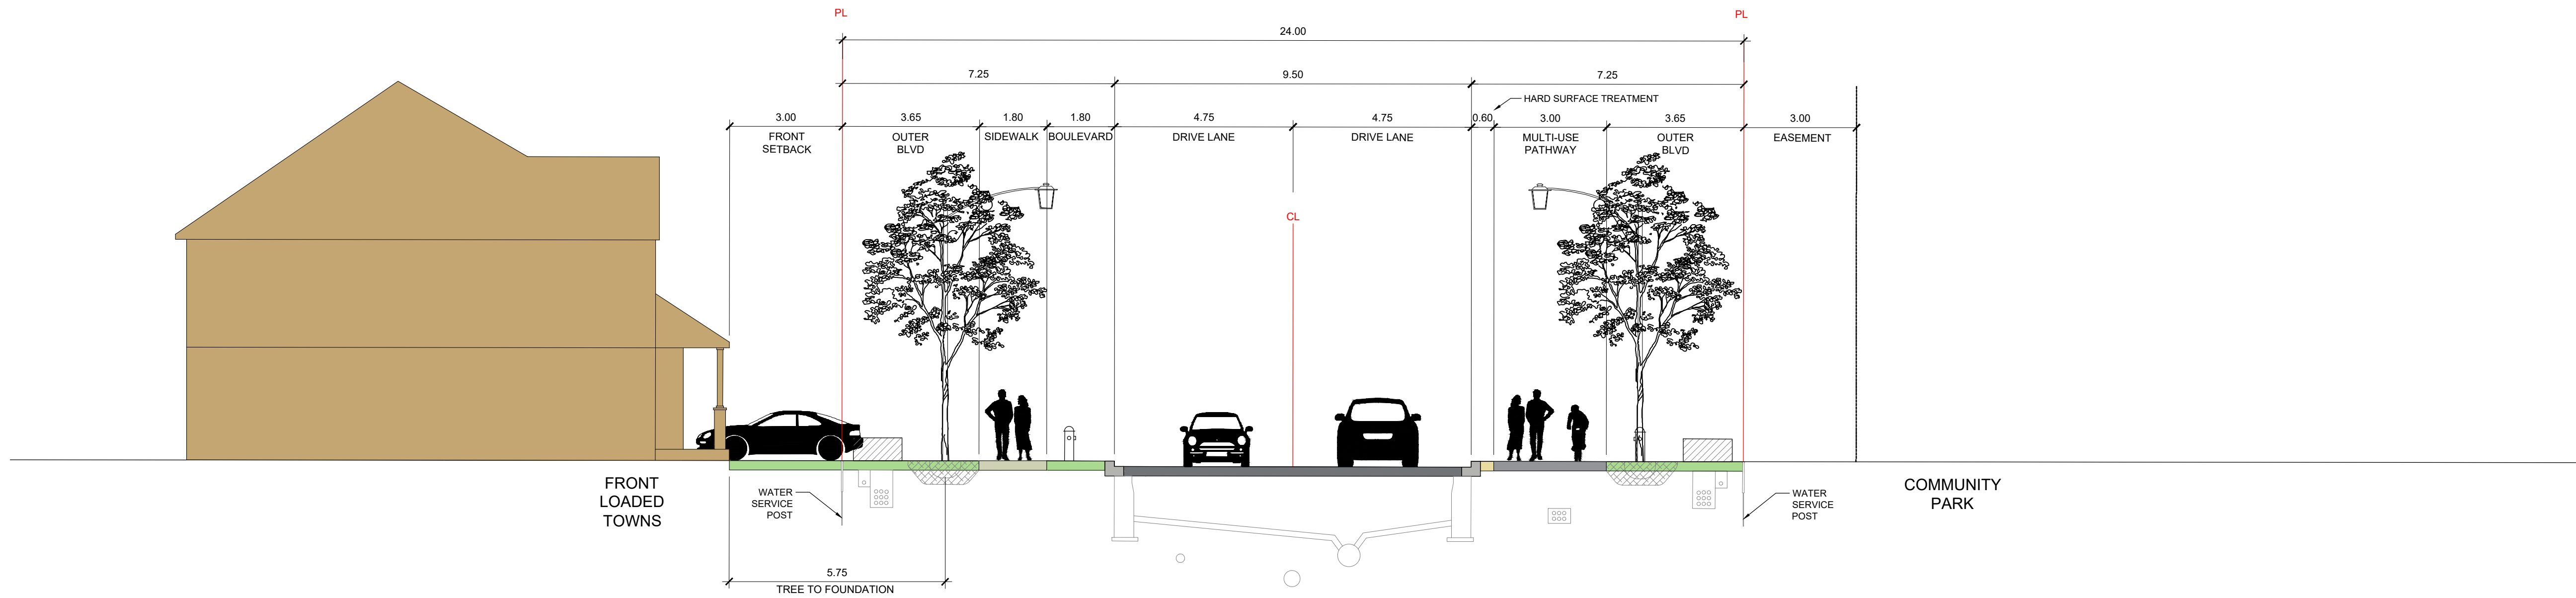 PL
PL
24.00
7.25
9.50
7.25
HARD SURFACE TREATMENT
3.00
3.65
1.80
1.80
4.75
4.75
0.60
3.00
3.65
3.00
FRONT
SETBACK
OUTER
BLVD
SIDEWALK
BOULEVARD
DRIVE LANE
DRIVE LANE
MULTI-USE
PATHWAY
OUTER
BLVD
EASEMENT
CL
FRONT
LOADED
TOWNS
WATER
SERVICE
POST
WATER
SERVICE
POST
COMMUNITY
PARK
5.75
TREE TO FOUNDATION